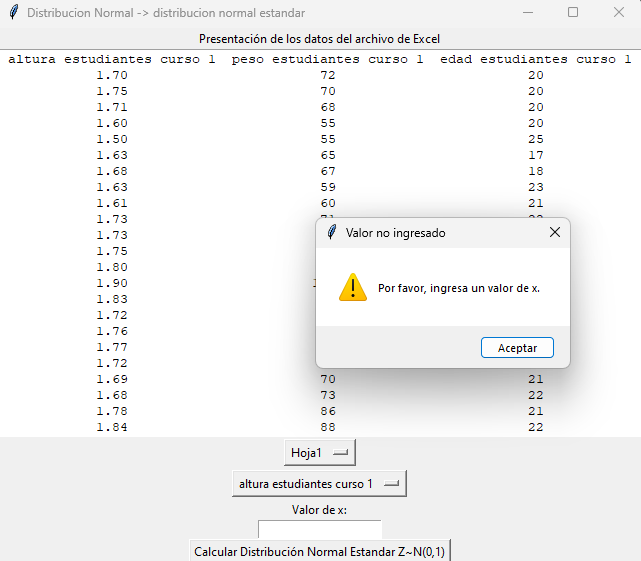 Distribucion Normal -> distribucion normal estandar
Presentación de los datos del archivo de Excel
altura estudiantes curso 1 peso estudiantes curso 1 edad estudiantes curso 1
1.70 72 20
1.75 70 20
1.71 68 20
1.60 55 20
1.50 55 25
1.63 65 17
1.68 67 18
1.63 59 23
1.61 60 21
1.73
1.73
1.75
1.80
1.90
1.83
1.72
1.76
1.77
1.72
1.69 70 21
1.68 73 22
1.78 86 21
1.84 88 22
Valor no ingresado
Por favor, ingresa un valor de x.
Aceptar
Hoja1
altura estudiantes curso 1
Valor de x:
Calcular Distribución Normal Estandar Z~N(0,1)